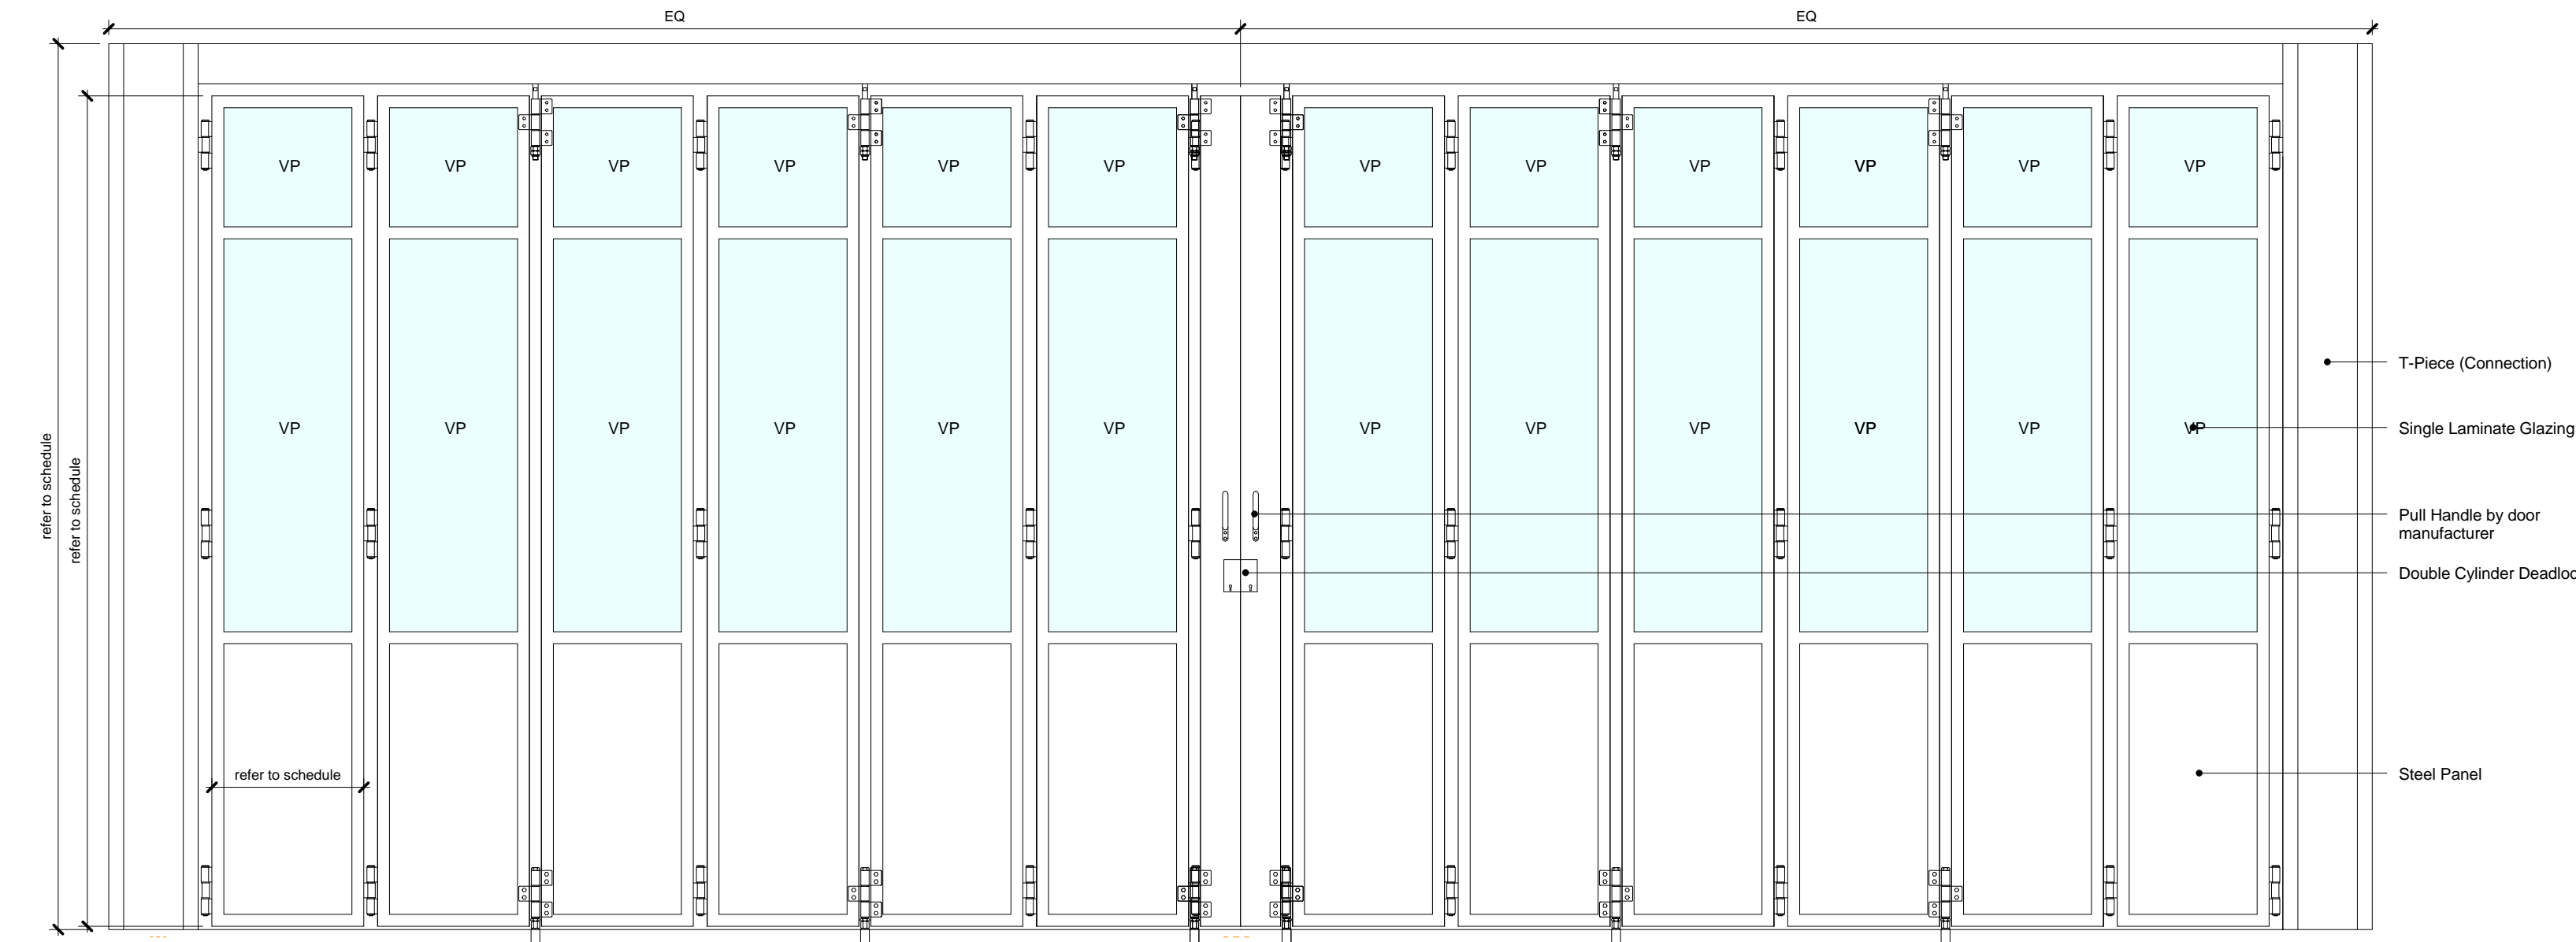 EQ
EQ
VP VP VP VP VP VP VP VP VP VP VP VP
T-Piece (Connection)
VP VP VP VP VP VP VP VP VP VP VP VP
Single Laminate Glazing
refer to schedule
refer to schedule
Pull Handle by door
manufacturer
Double Cylinder
refer to schedule
Steel Panel